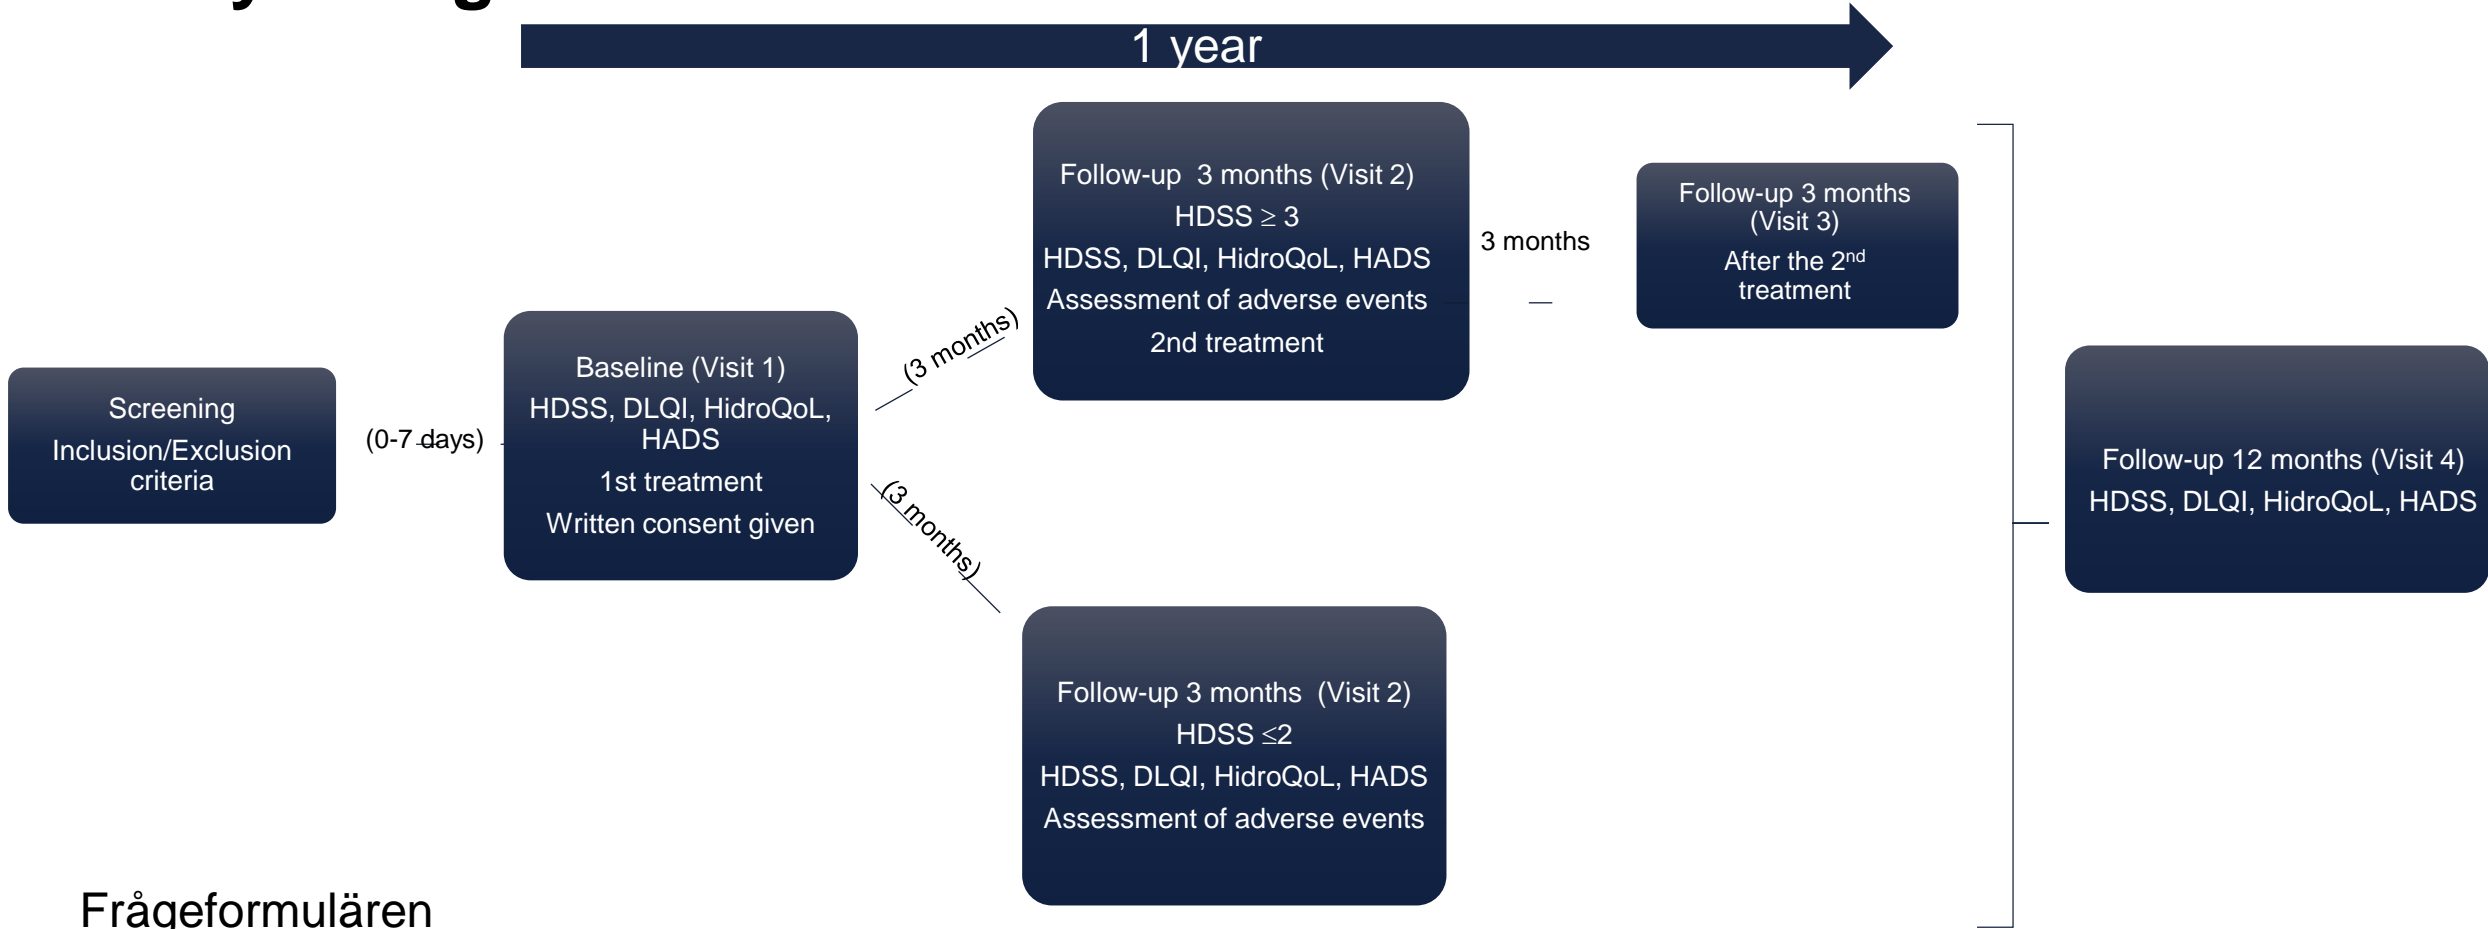 1 year
Screening
Inclusion/Exclusion
criteria
(0-7 days)
Baseline (Visit 1)
HDSS, DLQI, HidroQoL,
HADS
1st treatment
Written consent given
(3 months)
Follow-up 3 months (Visit 2)
HDSS ≥ 3
HDSS, DLQI, HidroQoL, HADS
Assessment of adverse events
2nd treatment
3 months
Follow-up 3 months
(Visit 3)
After the 2nd
treatment
(3 months)
Follow-up 3 months (Visit 2)
HDSS ≤2
HDSS, DLQI, HidroQoL, HADS
Assessment of adverse events
Follow-up 12 months (Visit 4)
HDSS, DLQI, HidroQoL, HADS
Frågeformulären